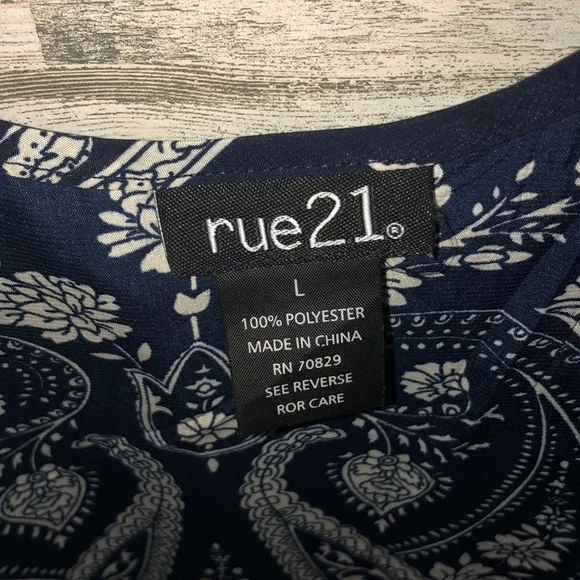 rue21®
L
100% POLYESTER
MADE IN CHINA
RN 70829
SEE REVERSE
ROR CARE